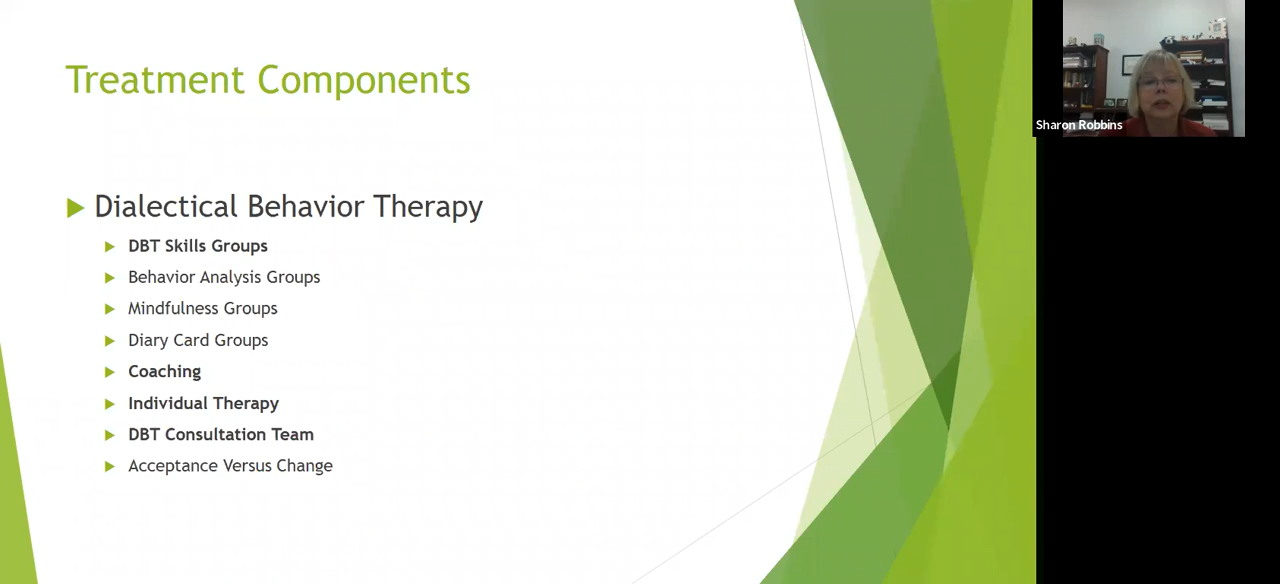 Treatment Components
Dialectical Behavior Therapy
DBT Skills Groups
Behavior Analysis Groups
Mindfulness Groups
Diary Card Groups
Coaching
Individual Therapy
DBT Consultation Team
Acceptance Versus Change
Sharon Robbins